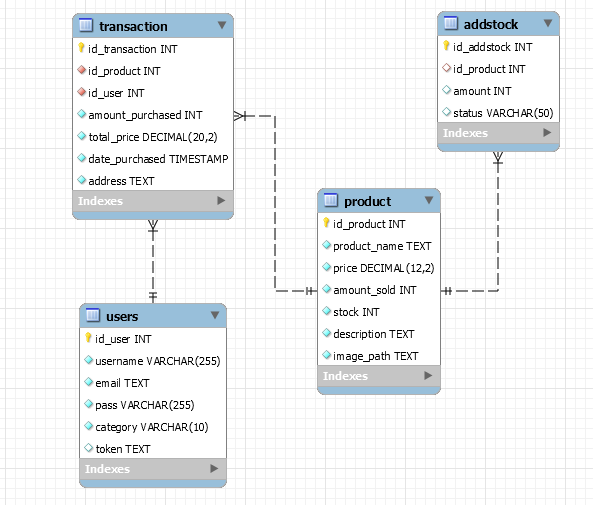 transaction
id_transaction INT
id_product INT
id_user INT
amount_purchased INT
total_price DECIMAL(20,2)
date_purchased TIMESTAMP
address TEXT
Indexes
addstock
id_addstock INT
id_product INT
amount INT
status VARCHAR(50)
Indexes
product
id_product INT
product_name TEXT
price DECIMAL(12,2)
amount_sold INT
stock INT
description TEXT
image_path TEXT
Indexes
users
id_user INT
username VARCHAR(255)
email TEXT
pass VARCHAR(255)
category VARCHAR(10)
token TEXT
Indexes